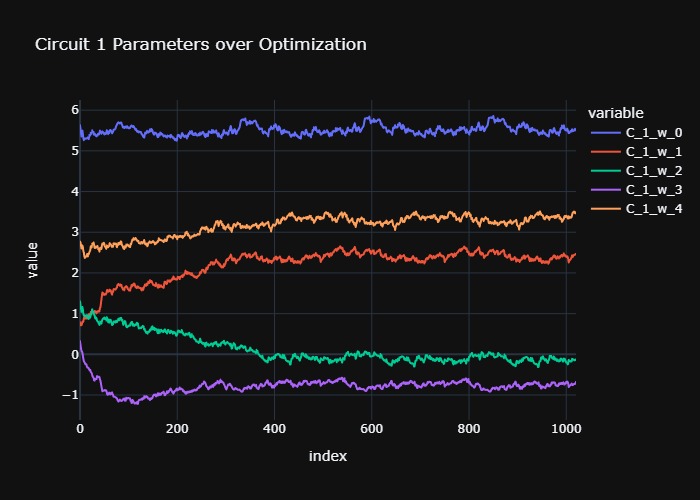 Circuit 1 Parameters over Optimization
variable
C_1_w_0
C_1_w_1
C_1_w_2
C_1_w_3
C_1_w_4
value
6
5
4
3
2
1
0
−1
0 200 400 600 800 1000
index